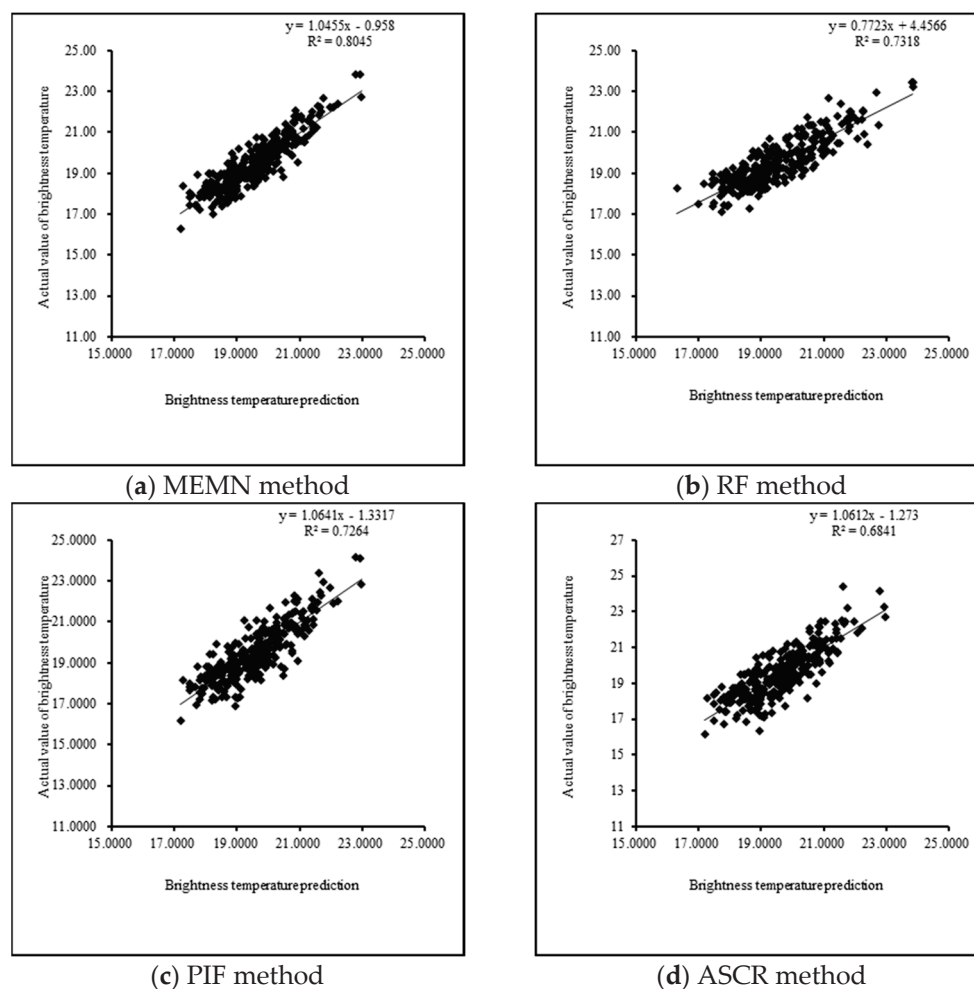 y = 1.0455x - 0.958
R² = 0.8045
25.00
23.00
21.00
19.00
17.00
15.00
13.00
11.00
15.0000 17.0000 19.0000 21.0000 23.0000 25.0000
Actual value of brightness temperature
Brightness temperature prediction
(a) MEMN method
y = 0.7723x + 4.4566
R² = 0.7318
25.00
23.00
21.00
19.00
17.00
15.00
13.00
11.00
15.0000 17.0000 19.0000 21.0000 23.0000 25.0000
Actual value of brightness temperature
Brightness temperature prediction
(b) RF method
y = 1.0641x - 1.3317
R² = 0.7264
25.0000
23.0000
21.0000
19.0000
17.0000
15.0000
13.0000
11.0000
15.0000 17.0000 19.0000 21.0000 23.0000 25.0000
Actual value of brightness temperature
Brightness temperature prediction
(c) PIF method
y = 1.0612x - 1.273
R² = 0.6841
27
25
23
21
19
17
15
13
11
15.0000 17.0000 19.0000 21.0000 23.0000 25.0000
Actual value of brightness temperature
Brightness temperature prediction
(d) ASCR method